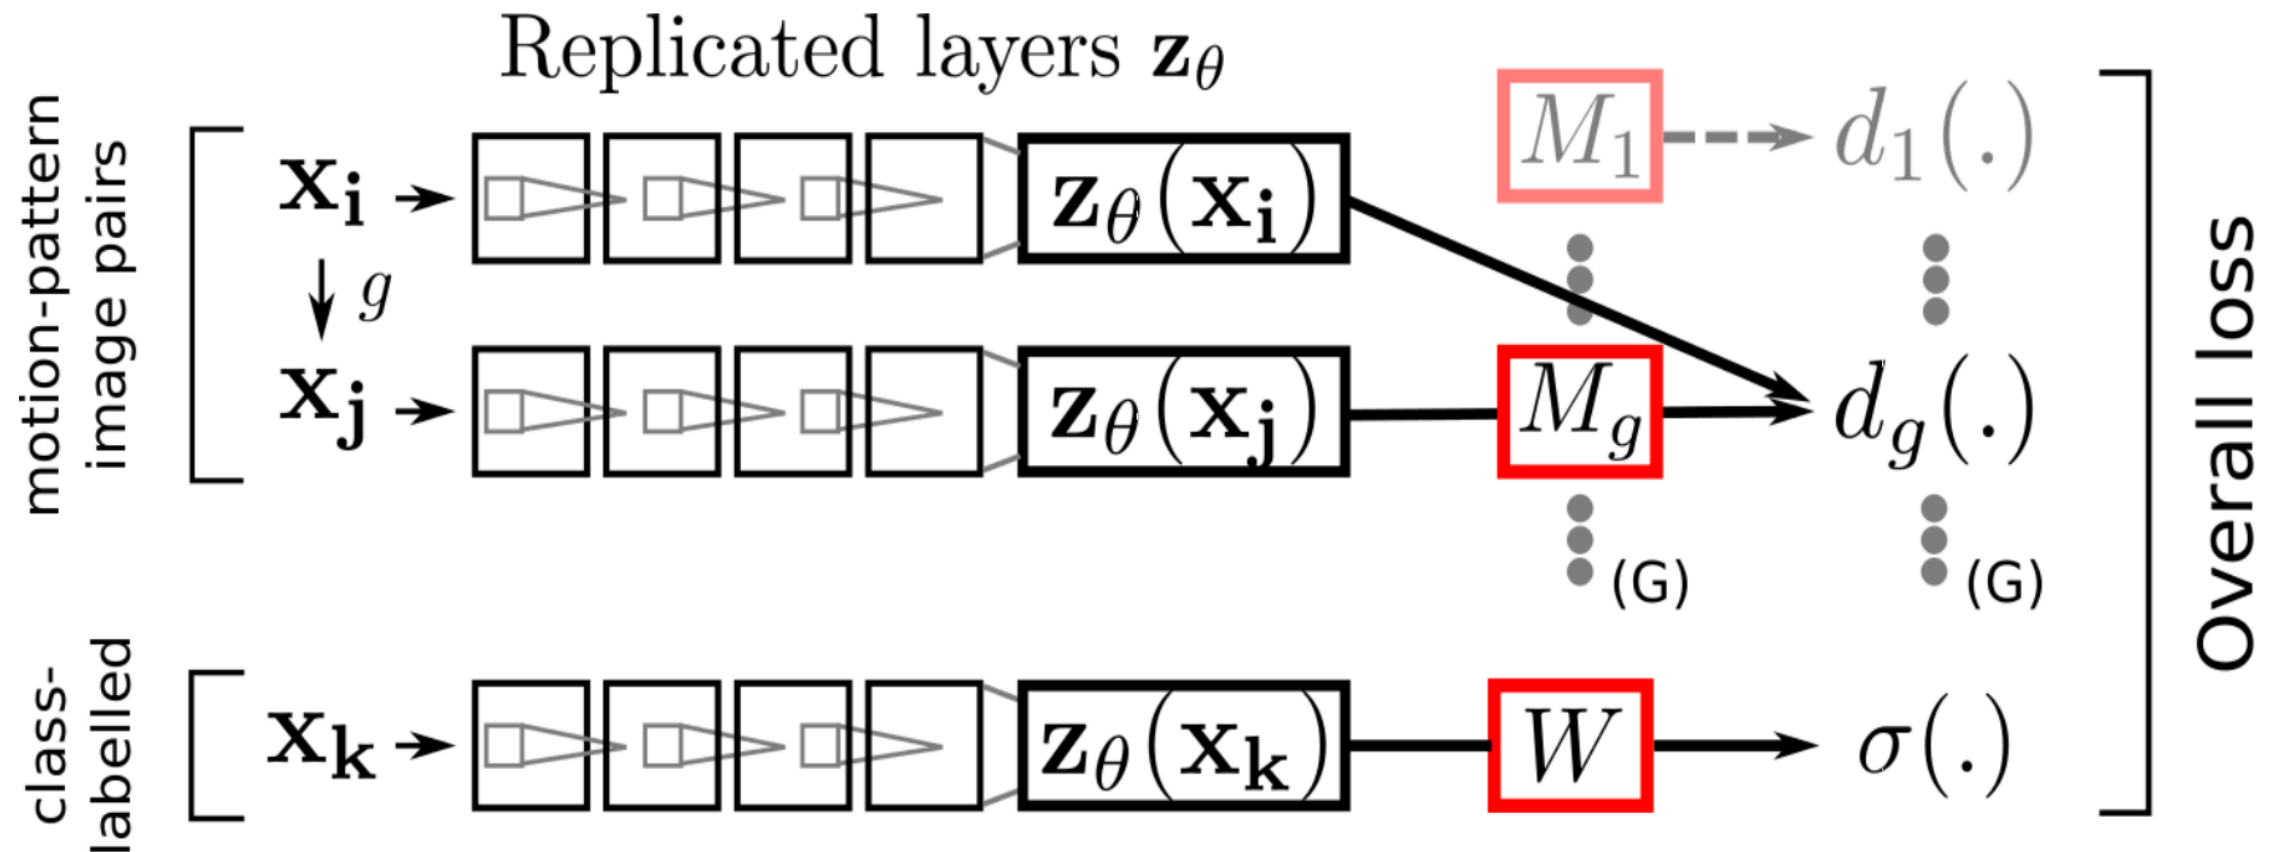 Replicated layers 𝐳_θ
motion-pattern
image pairs
𝐱_𝐢
𝐳_θ(𝐱_𝐢)
M_1
d_1(.)
g
𝐱_𝐣
𝐳_θ(𝐱_𝐣)
M_g
d_g(.)
(G)
(G)
class-
labelled
𝐱_𝐤
𝐳_θ(𝐱_𝐤)
W
σ(.)
Overall loss